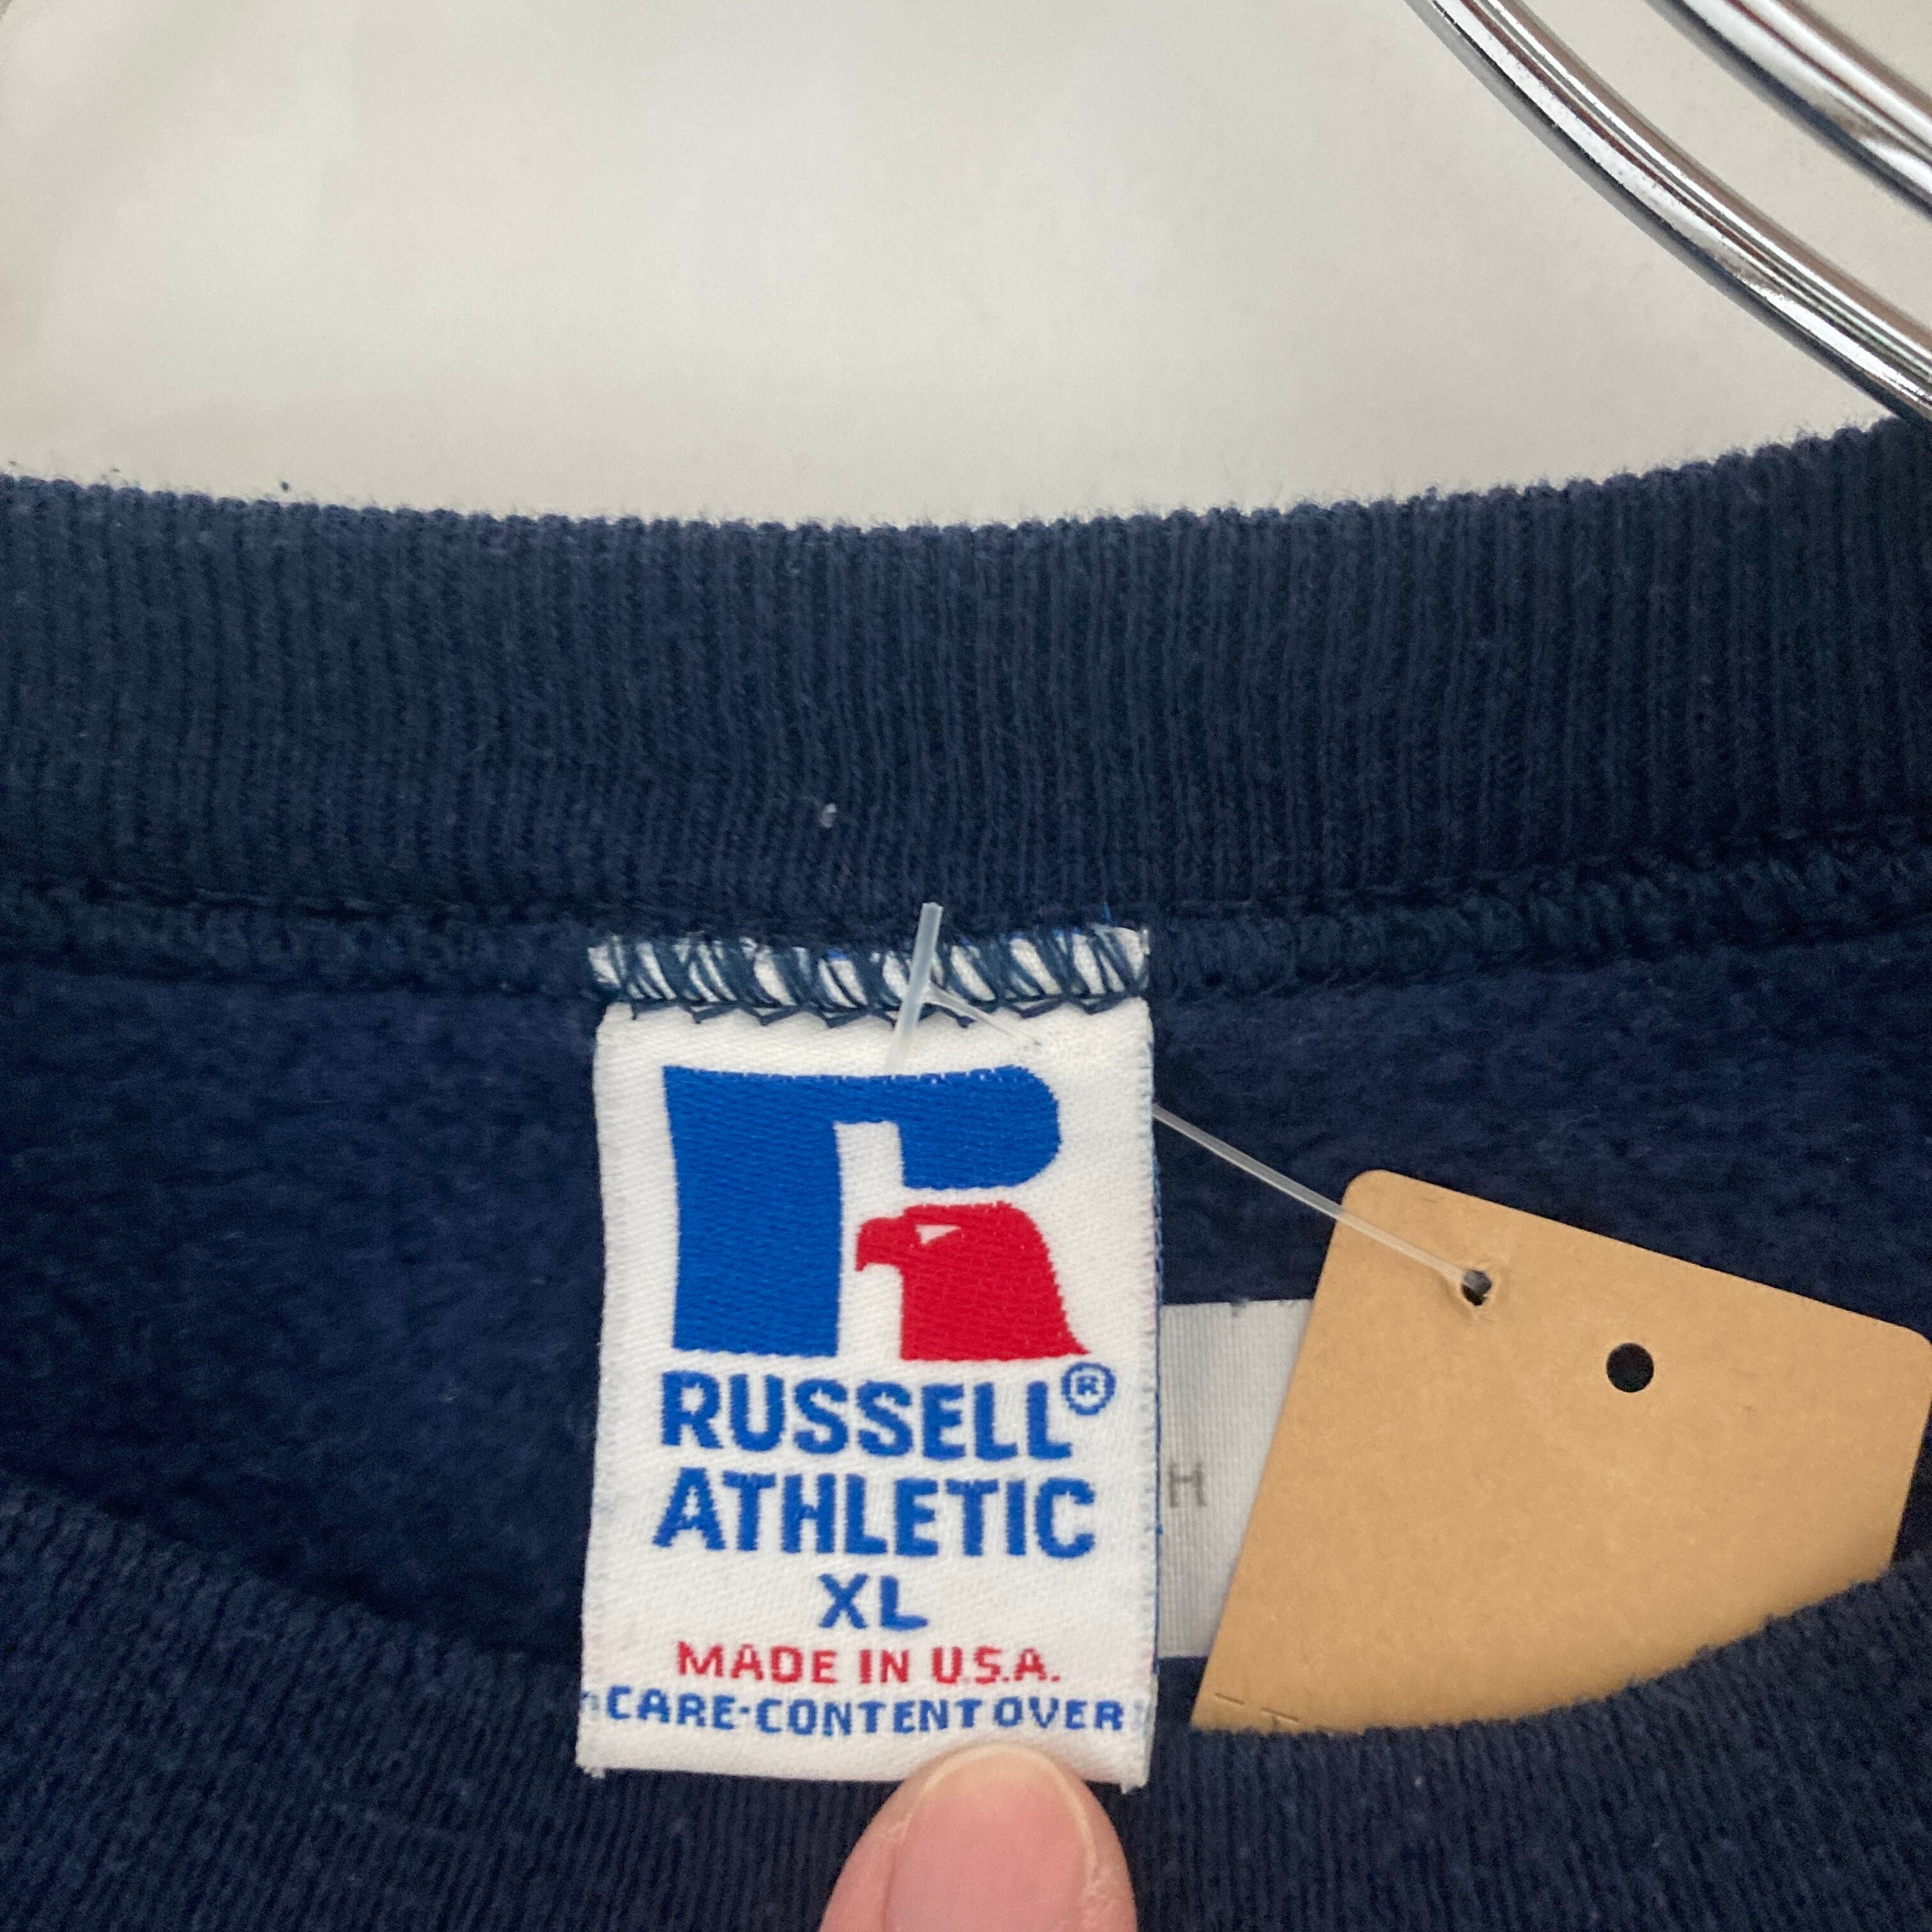 RUSSELL®
ATHLETIC
XL
MADE IN U.S.A.
CARE-CONTENT OVER
H